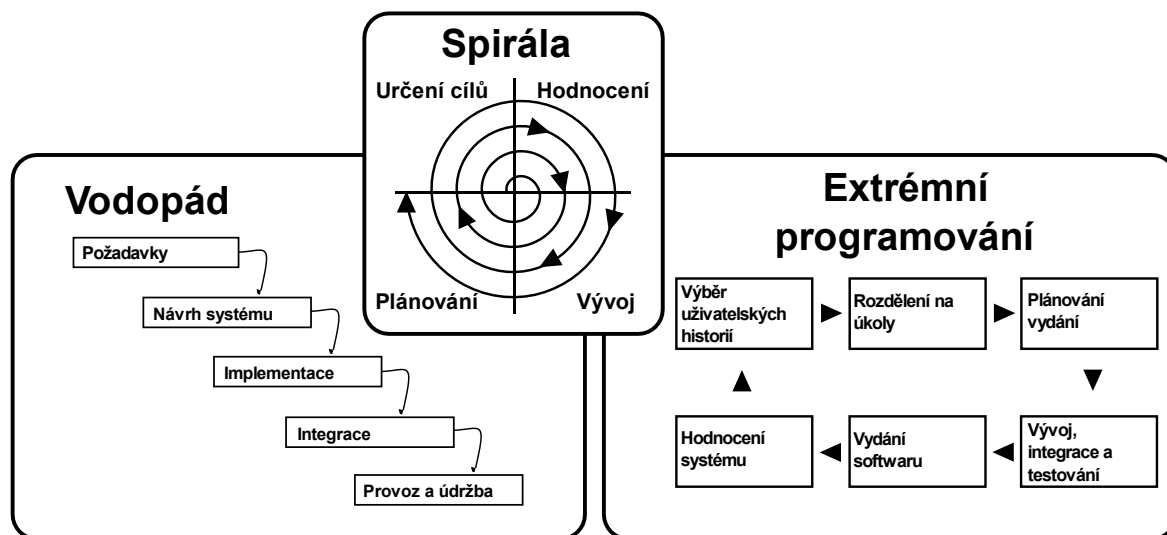 Spirála
Určení cílů
Hodnocení
Plánování
Vývoj
Vodopád
Požadavky
Návrh systému
Implementace
Integrace
Provoz a údržba
Extrémní
programování
Výběr
uživatelských
historií
Rozdělení na
úkoly
Plánování
vydání
Vývoj,
integrace a
testování
Vydání
softwaru
Hodnocení
systému